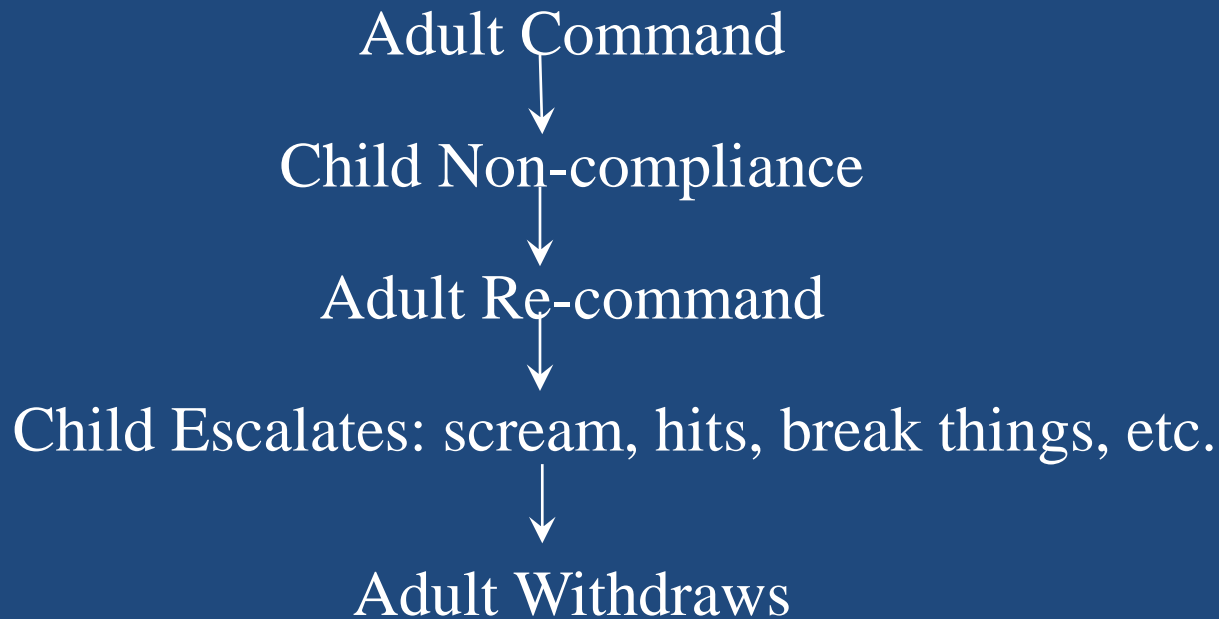 Adult Command
Child Non-compliance
Adult Re-command
Child Escalates: scream, hits, break things, etc.
Adult Withdraws